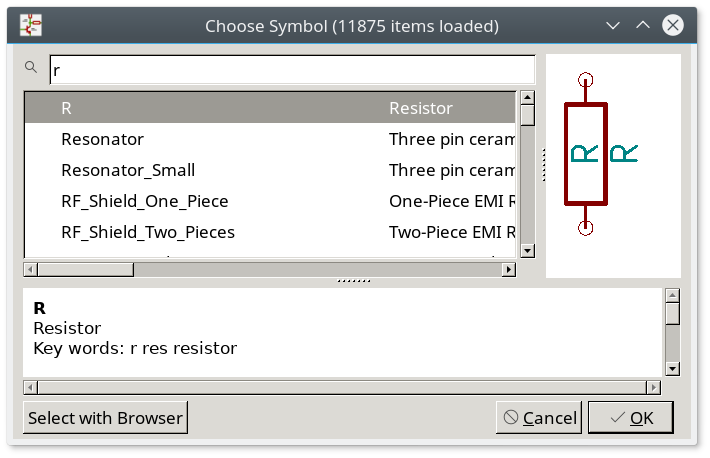 Choose Symbol (11875 items loaded)
r
R Resistor
Resonator Three pin ceram
Resonator_Small Three pin ceram
RF_Shield_One_Piece One-Piece EMI R
RF_Shield_Two_Pieces Two-Piece EMI R
R R
R
Resistor
Key words: r res resistor
Select with Browser Cancel OK